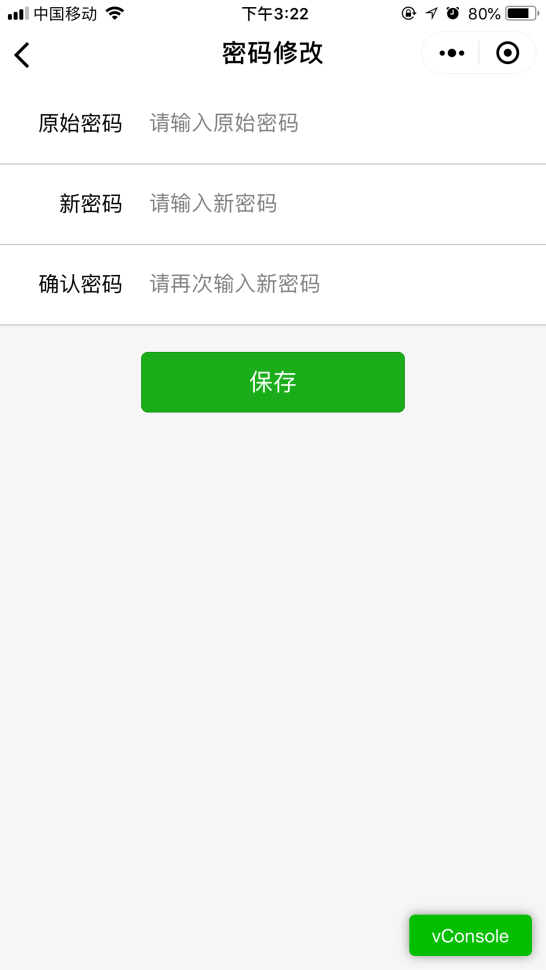 中国移动 下午3:22 80%
密码修改
原始密码 请输入原始密码
新密码 请输入新密码
确认密码 请再次输入新密码
保存
vConsole